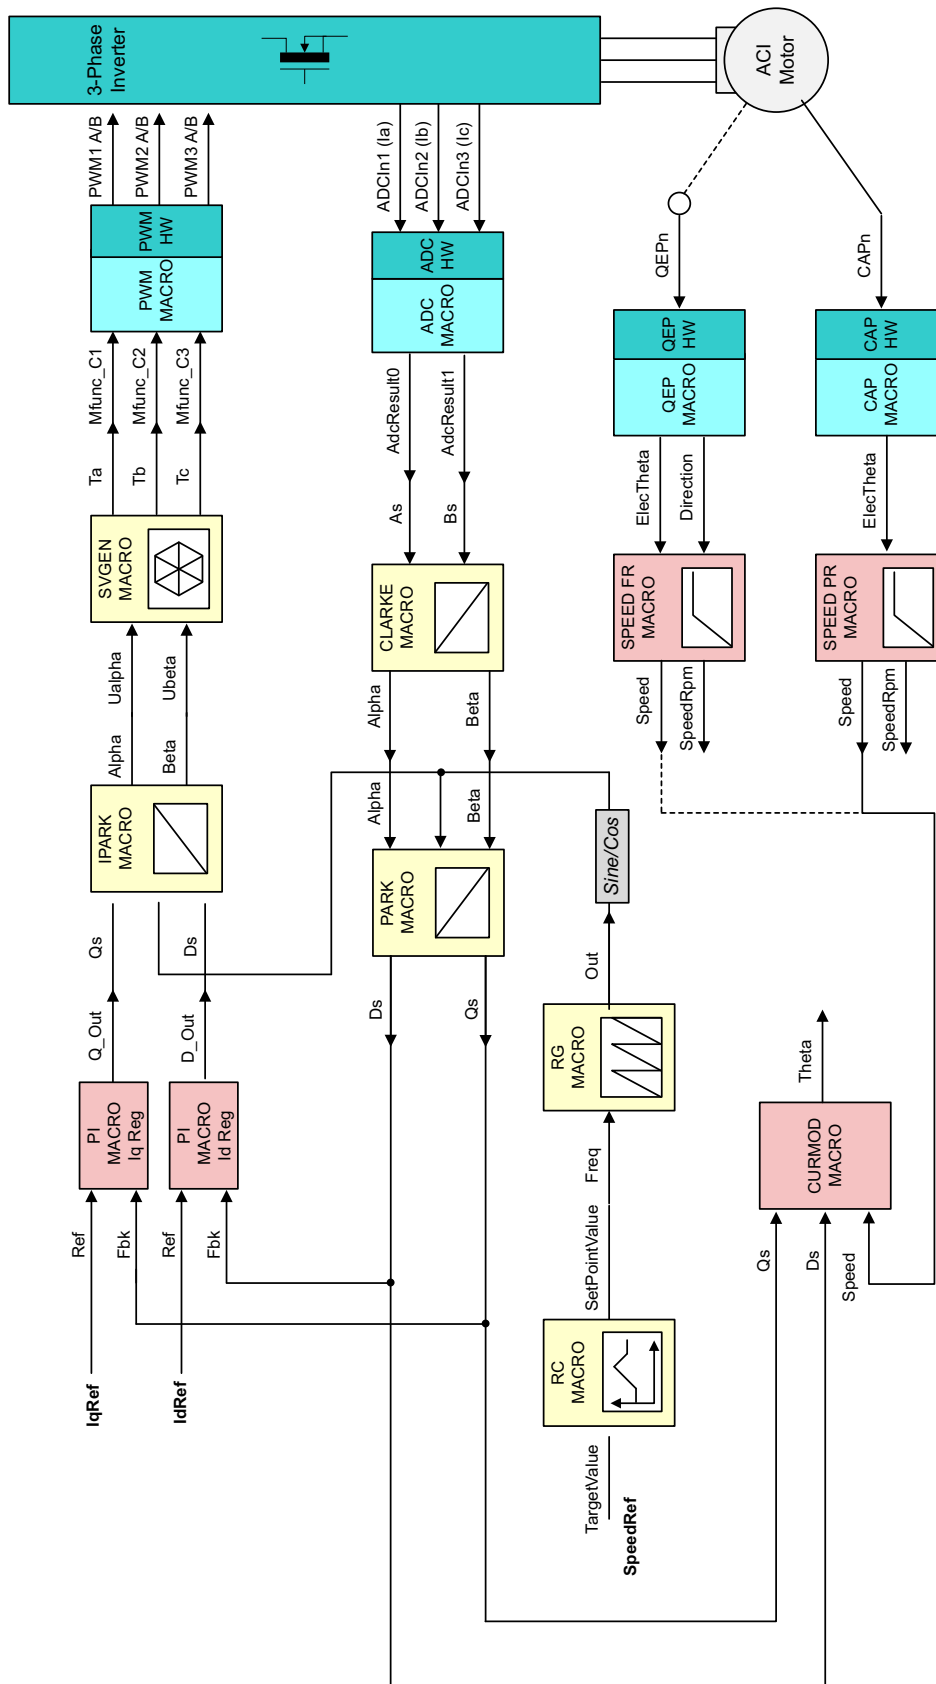 IqRef
Ref
Fbk
PI
MACRO
Iq Reg
Q_Out
Qs
IdRef
Ref
Fbk
PI
MACRO
Id Reg
D_Out
Ds
IPARK
MACRO
Alpha
Beta
Ualpha
Ubeta
SVGEN
MACRO
Ta
Tb
Tc
Mfunc_C1
Mfunc_C2
Mfunc_C3
PWM
MACRO
PWM
HW
PWM1 A/B
PWM2 A/B
PWM3 A/B
3-Phase
Inverter
Ds
Qs
PARK
MACRO
Alpha
Beta
Alpha
Beta
CLARKE
MACRO
As
Bs
AdcResult0
AdcResult1
ADC
MACRO
ADC
HW
ADCIn1 (Ia)
ADCIn2 (Ib)
ADCIn3 (Ic)
TargetValue
SpeedRef
RC
MACRO
SetPointValue
Freq
RG
MACRO
Out
Sine/Cos
Speed
SpeedRpm
SPEED FR
MACRO
ElecTheta
Direction
QEP
MACRO
QEP
HW
QEPn
ACI
Motor
Qs
Ds
Speed
CURMOD
MACRO
Theta
Speed
SpeedRpm
SPEED PR
MACRO
ElecTheta
CAP
MACRO
CAP
HW
CAPn